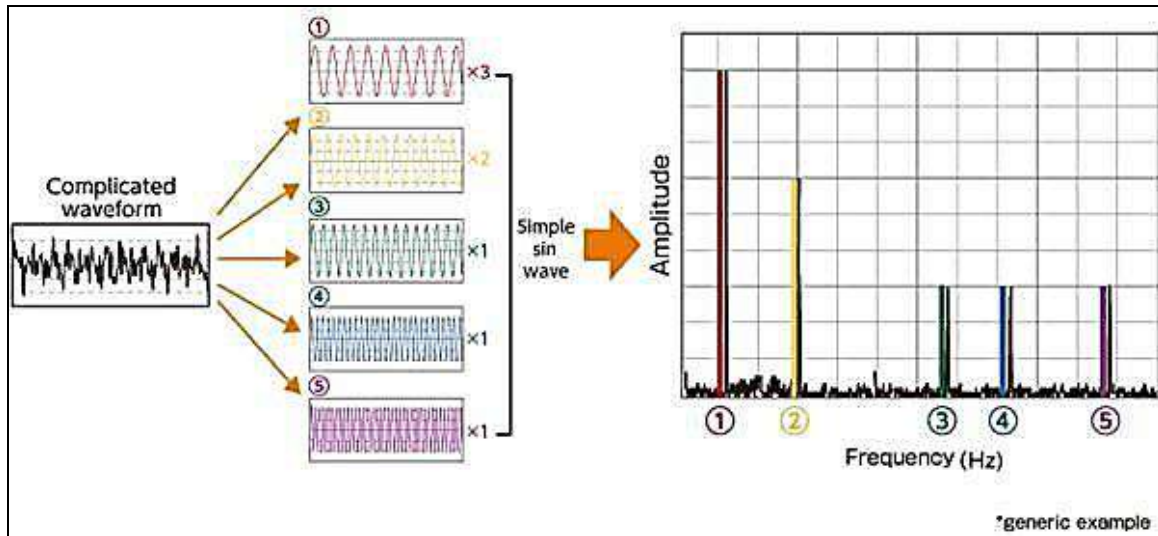 Complicated
waveform
①
×3
②
×2
③
×1
④
×1
⑤
×1
Simple
sin
wave
Amplitude
①
②
③
④
⑤
Frequency (Hz)
*generic example